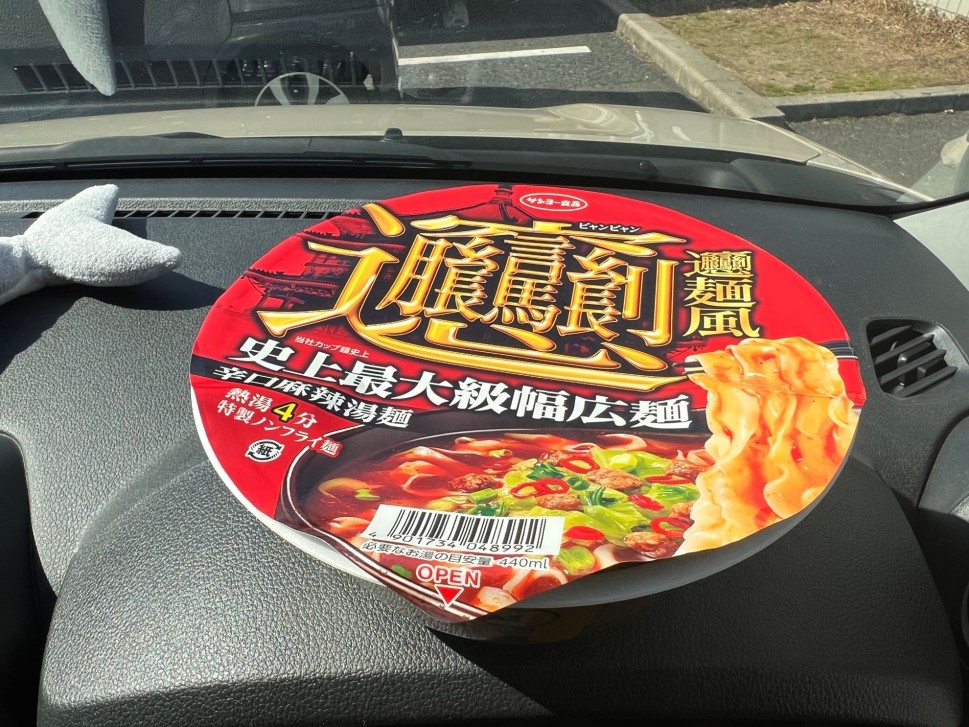 サンヨー食品
ビャンビャン
𰻞𰻞麺風
𰻞
当社カップ麺史上
史上最大級幅広麺
辛口麻辣湯麺
熱湯4分
特製ノンフライ麺
紙
4 901734 048992
必要なお湯の目安量 440ml
OPEN